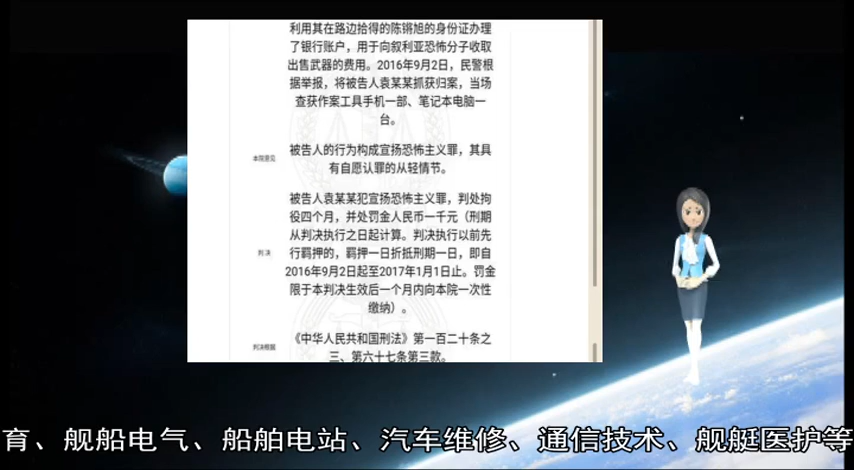 利用其在路边拾得的陈锵旭的身份证办理
了银行账户，用于向叙利亚恐怖分子收取
出售武器的费用。2016年9月2日，民警根
据举报，将被告人袁某某抓获归案，当场
查获作案工具手机一部、笔记本电脑一
台。
本院意见
被告人的行为构成宣扬恐怖主义罪，其具
有自愿认罪的从轻情节。
判决
被告人袁某某犯宣扬恐怖主义罪，判处拘
役四个月，并处罚金人民币一千元（刑期
从判决执行之日起计算。判决执行以前先
行羁押的，羁押一日折抵刑期一日，即自
2016年9月2日起至2017年1月1日止。罚金
限于本判决生效后一个月内向本院一次性
缴纳）。
判决根据
《中华人民共和国刑法》第一百二十条之
三、第六十七条第三款。
育、舰船电气、船舶电站、汽车维修、通信技术、舰艇医护等